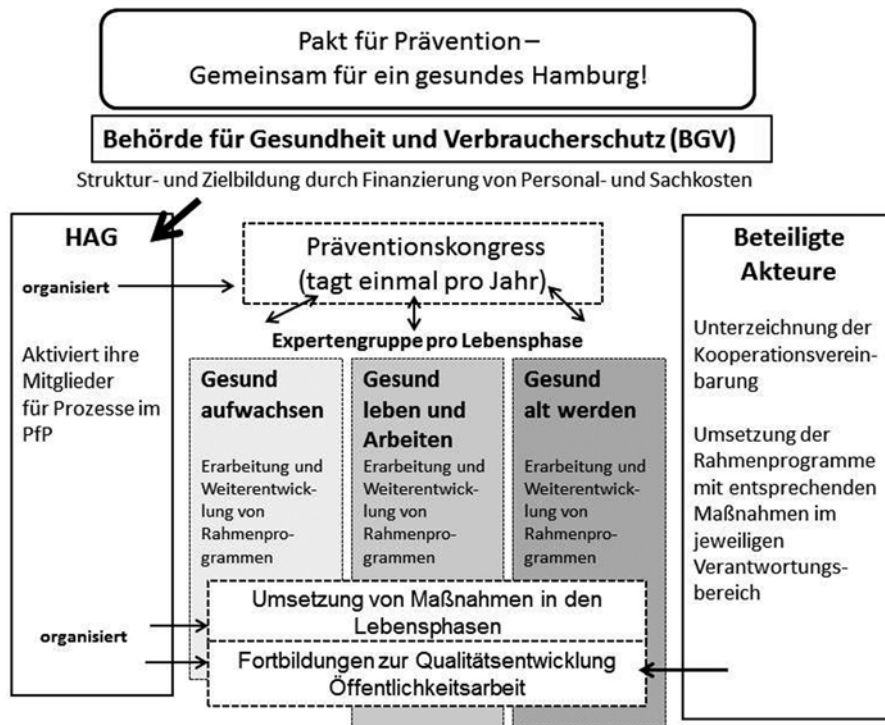 Pakt für Prävention –
Gemeinsam für ein gesundes Hamburg!
Behörde für Gesundheit und Verbraucherschutz (BGV)
Struktur- und Zielbildung durch Finanzierung von Personal- und Sachkosten
HAG
organisiert
Aktiviert ihre
Mitglieder
für Prozesse im
PfP
organisiert
Präventionskongress
(tagt einmal pro Jahr)
Expertengruppe pro Lebensphase
Gesund
aufwachsen
Erarbeitung und
Weiterentwick-
lung von
Rahmenpro-
grammen
Gesund
leben und
Arbeiten
Erarbeitung und
Weiterentwick-
lung von
Rahmenpro-
grammen
Gesund
alt werden
Erarbeitung und
Weiterentwick-
lung von
Rahmenpro-
grammen
Umsetzung von Maßnahmen in den
Lebensphasen
Fortbildungen zur Qualitätsentwicklung
Öffentlichkeitsarbeit
Beteiligte
Akteure
Unterzeichnung der
Kooperationsverein-
barung
Umsetzung der
Rahmenprogramme
mit entsprechenden
Maßnahmen im
jeweiligen
Verantwortungs-
bereich